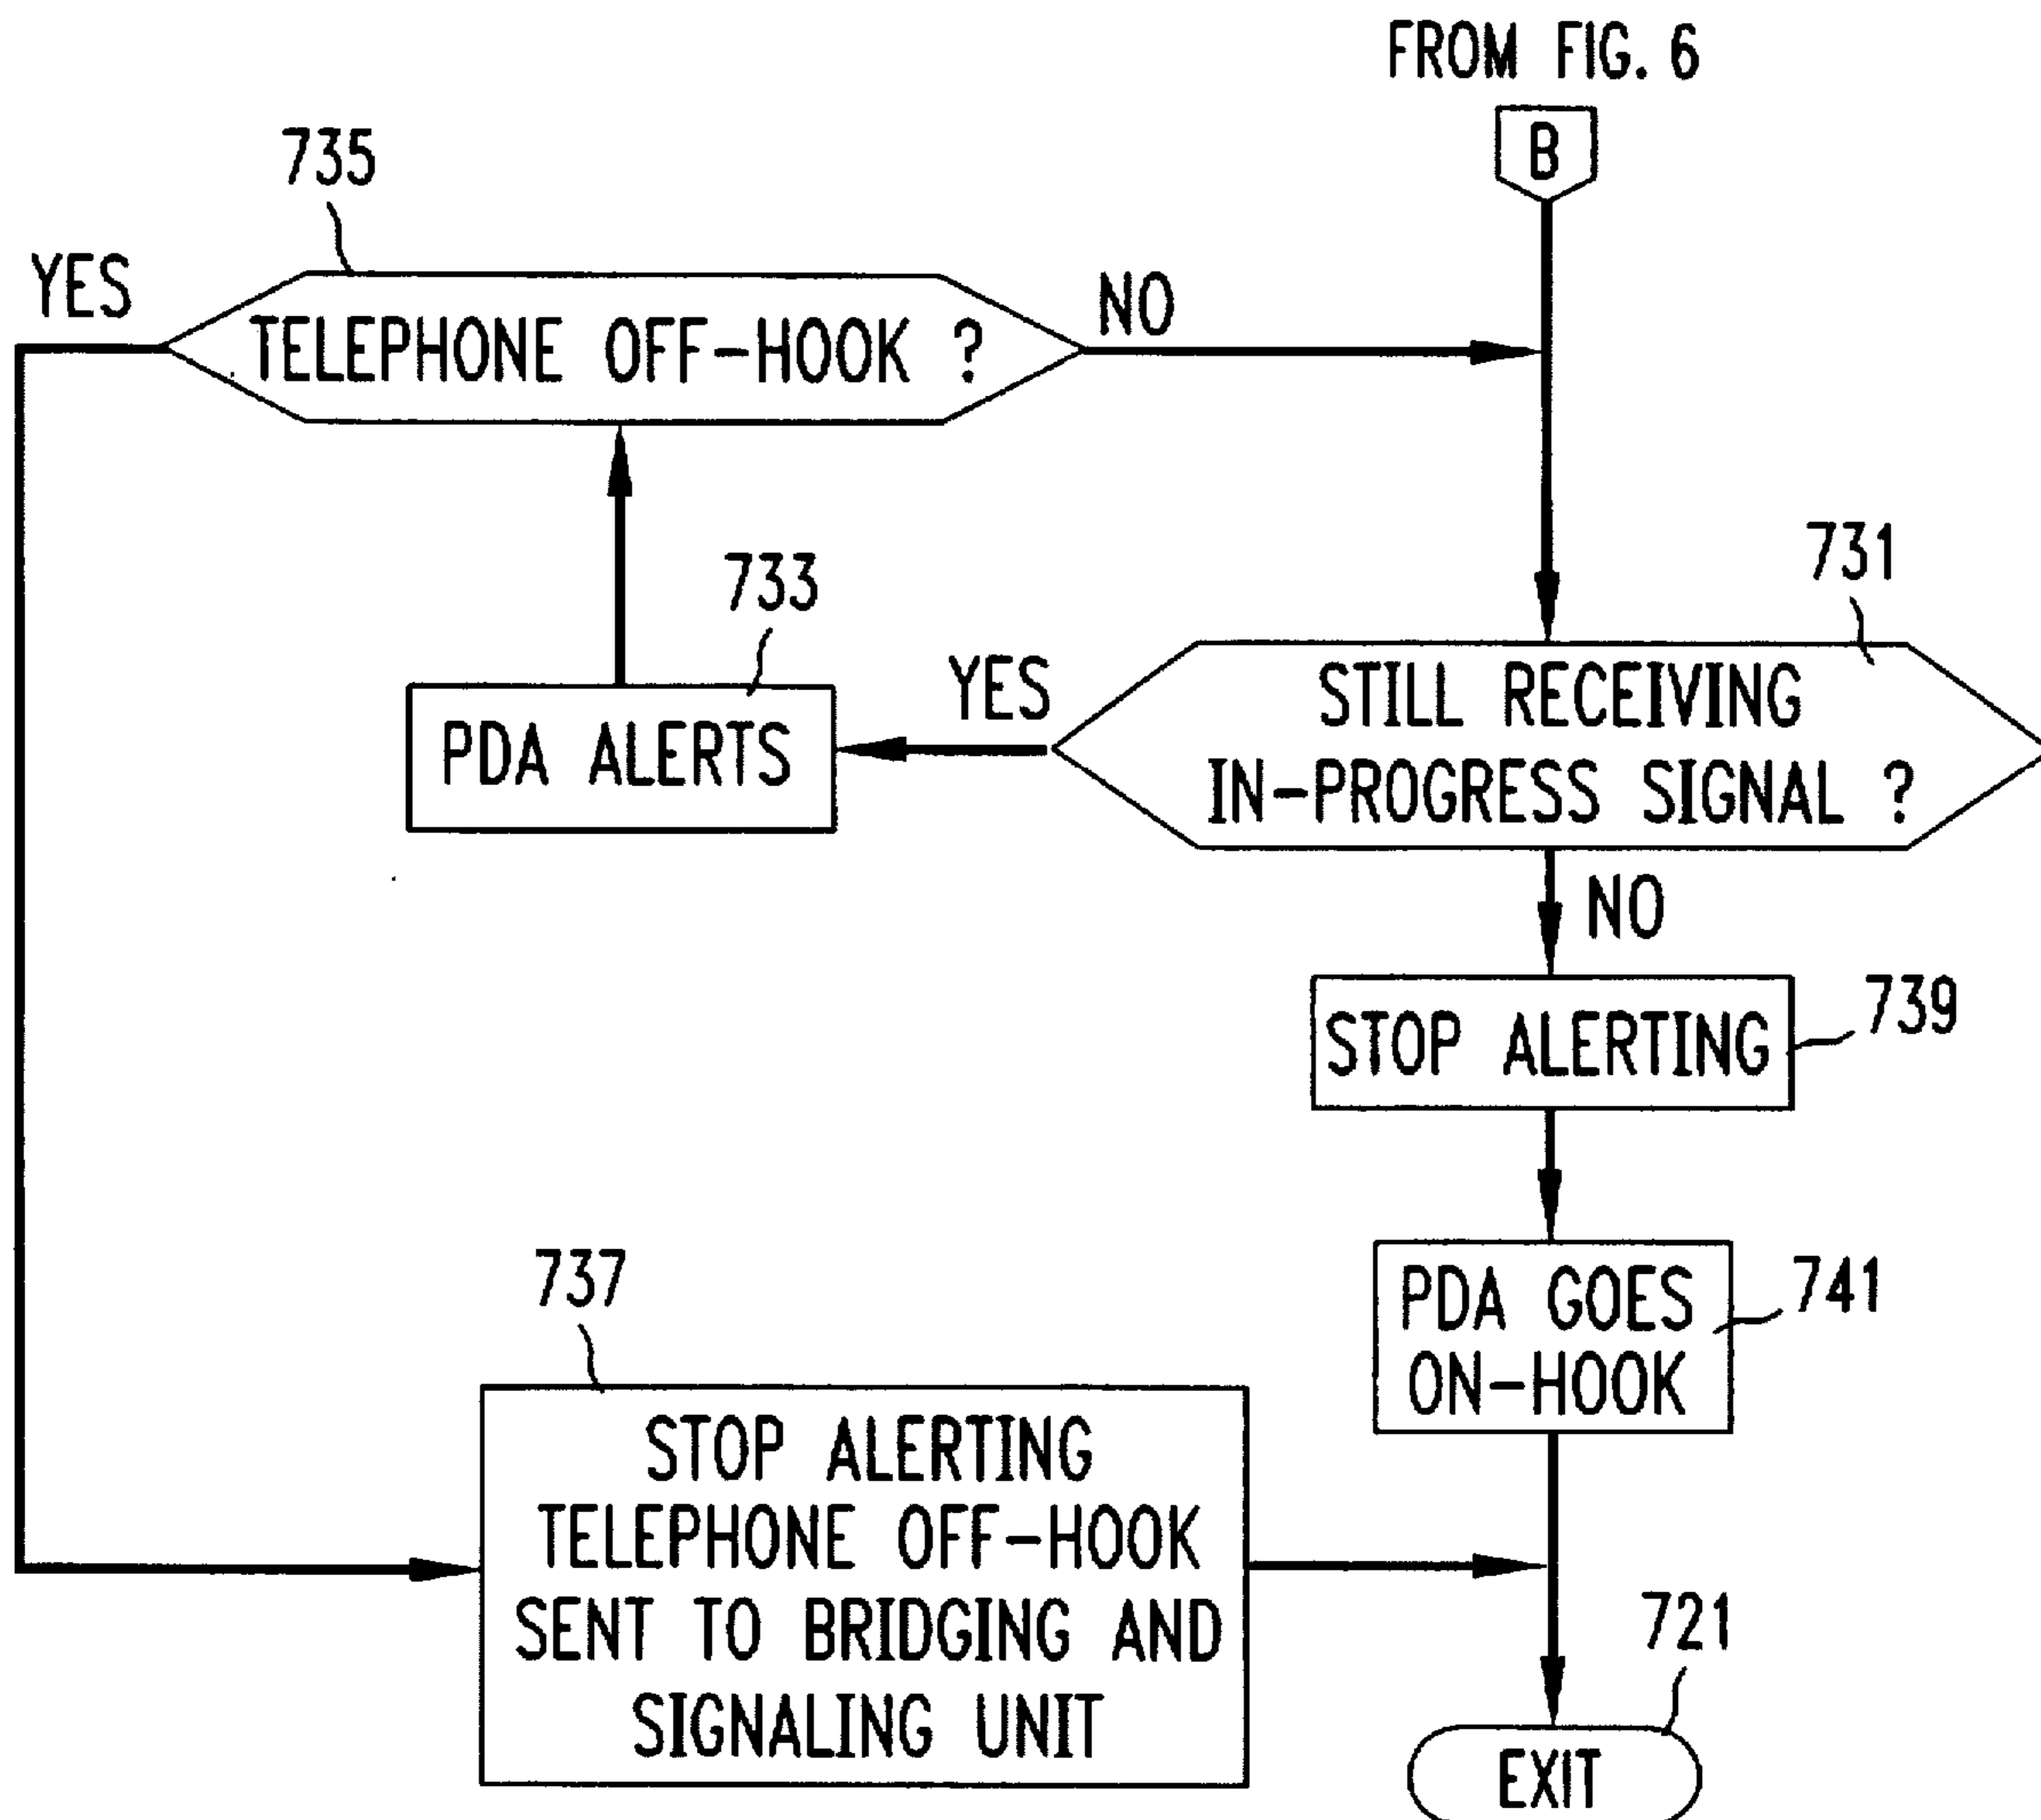 FROM FIG. 6
B
735
YES
TELEPHONE OFF-HOOK ?
NO
731
733
YES
STILL RECEIVING
IN-PROGRESS SIGNAL ?
PDA ALERTS
NO
STOP ALERTING
739
PDA GOES
ON-HOOK
741
737
STOP ALERTING
TELEPHONE OFF-HOOK
SENT TO BRIDGING AND
SIGNALING UNIT
721
EXIT